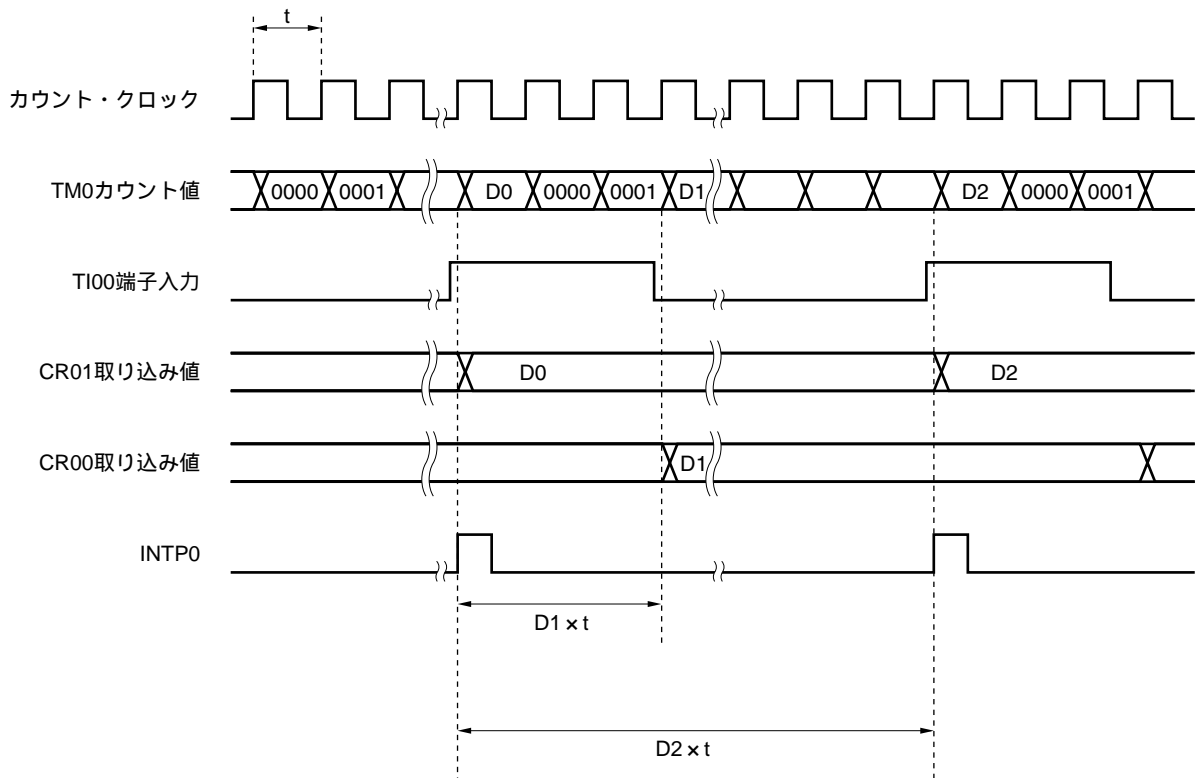 t
カウント・クロック
TM0カウント値
0000 0001 D0 0000 0001 D1 D2 0000 0001
TI00端子入力
CR01取り込み値
D0 D2
CR00取り込み値
D1
INTP0
D1×t
D2×t